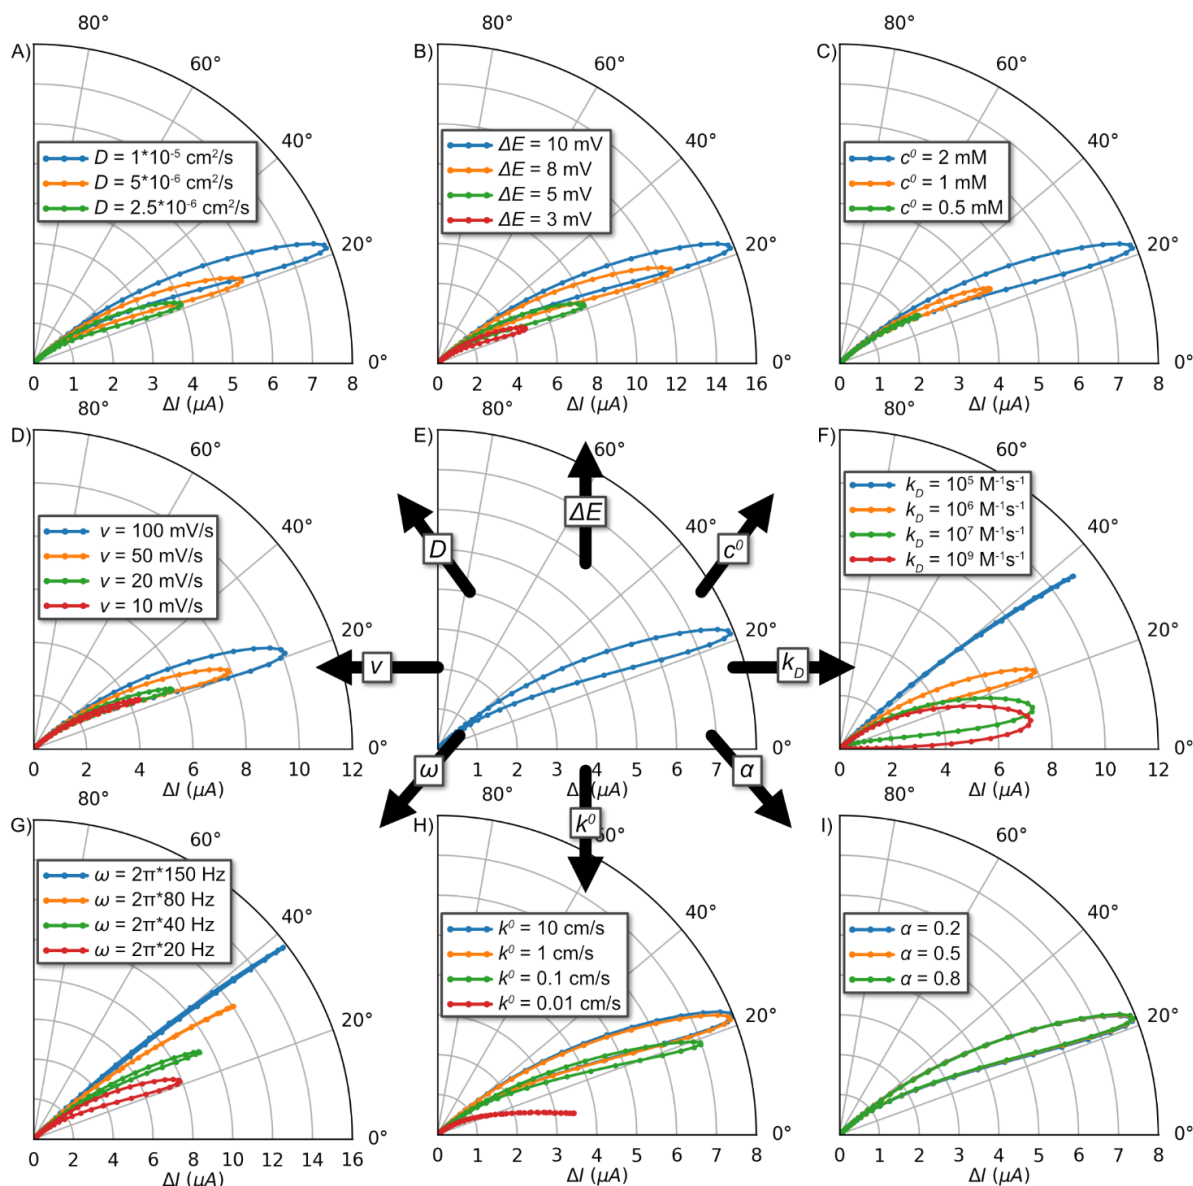 A)
80°
60°
40°
20°
0°
D = 1*10⁻⁵ cm²/s
D = 5*10⁻⁶ cm²/s
D = 2.5*10⁻⁶ cm²/s
0 1 2 3 4 5 6 7 8
ΔI (μA)
B)
80°
60°
40°
20°
0°
ΔE = 10 mV
ΔE = 8 mV
ΔE = 5 mV
ΔE = 3 mV
0 2 4 6 8 10 12 14 16
ΔI (μA)
C)
80°
60°
40°
20°
0°
c⁰ = 2 mM
c⁰ = 1 mM
c⁰ = 0.5 mM
0 1 2 3 4 5 6 7 8
ΔI (μA)
D)
80°
60°
40°
20°
0°
v = 100 mV/s
v = 50 mV/s
v = 20 mV/s
v = 10 mV/s
0 2 4 6 8 10 12
ΔI (μA)
E)
80°
60°
40°
20°
0°
ΔE
D
c⁰
v
k_D
ω
α
k⁰
0 1 2 3 4 5 6 7 8
ΔI (μA)
F)
80°
60°
40°
20°
0°
k_D = 10⁵ M⁻¹s⁻¹
k_D = 10⁶ M⁻¹s⁻¹
k_D = 10⁷ M⁻¹s⁻¹
k_D = 10⁹ M⁻¹s⁻¹
0 2 4 6 8 10 12
ΔI (μA)
G)
80°
60°
40°
20°
0°
ω = 2π*150 Hz
ω = 2π*80 Hz
ω = 2π*40 Hz
ω = 2π*20 Hz
0 2 4 6 8 10 12 14 16
ΔI (μA)
H)
80°
60°
40°
20°
0°
k⁰ = 10 cm/s
k⁰ = 1 cm/s
k⁰ = 0.1 cm/s
k⁰ = 0.01 cm/s
0 1 2 3 4 5 6 7 8
ΔI (μA)
I)
80°
60°
40°
20°
0°
α = 0.2
α = 0.5
α = 0.8
0 1 2 3 4 5 6 7 8
ΔI (μA)